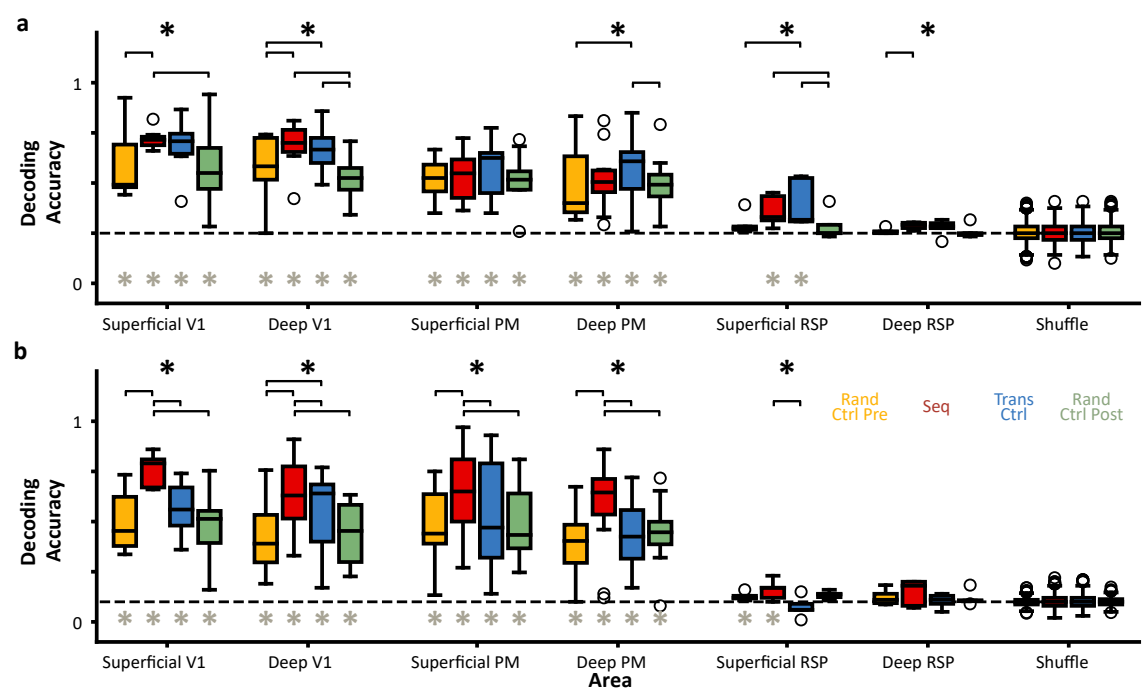 a
*
*
*
*
*
1
Decoding
Accuracy
0
* * * *
* * * *
* * * *
* * * *
* *
Superficial V1
Deep V1
Superficial PM
Deep PM
Superficial RSP
Deep RSP
Shuffle
b
*
*
*
*
*
1
Rand
Ctrl Pre
Seq
Trans
Ctrl
Rand
Ctrl Post
Decoding
Accuracy
0
* * * *
* * * *
* * * *
* * * *
* *
Superficial V1
Deep V1
Superficial PM
Deep PM
Superficial RSP
Deep RSP
Shuffle
Area